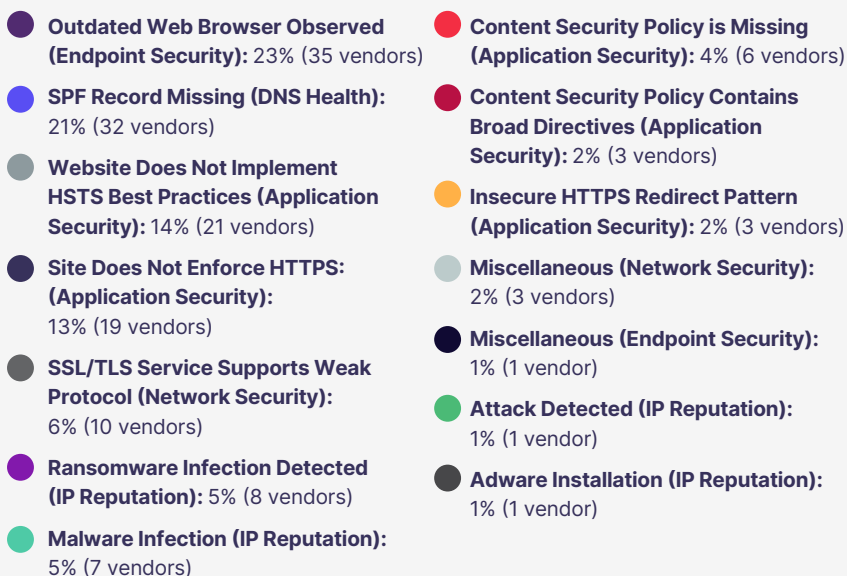 Outdated Web Browser Observed
(Endpoint Security): 23% (35 vendors)
SPF Record Missing (DNS Health):
21% (32 vendors)
Website Does Not Implement
HSTS Best Practices (Application
Security): 14% (21 vendors)
Site Does Not Enforce HTTPS:
(Application Security):
13% (19 vendors)
SSL/TLS Service Supports Weak
Protocol (Network Security):
6% (10 vendors)
Ransomware Infection Detected
(IP Reputation): 5% (8 vendors)
Malware Infection (IP Reputation):
5% (7 vendors)
Content Security Policy is Missing
(Application Security): 4% (6 vendors)
Content Security Policy Contains
Broad Directives (Application
Security): 2% (3 vendors)
Insecure HTTPS Redirect Pattern
(Application Security): 2% (3 vendors)
Miscellaneous (Network Security):
2% (3 vendors)
Miscellaneous (Endpoint Security):
1% (1 vendor)
Attack Detected (IP Reputation):
1% (1 vendor)
Adware Installation (IP Reputation):
1% (1 vendor)